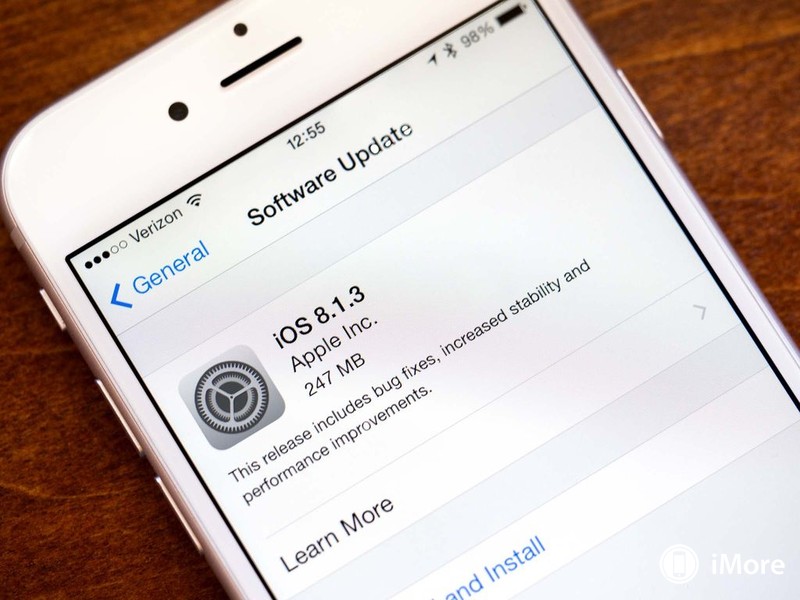 Verizon 12:55 98%
General Software Update
iOS 8.1.3
Apple Inc.
247 MB
This release includes bug fixes, increased stability and
performance improvements.
Learn More
and Install
iMore